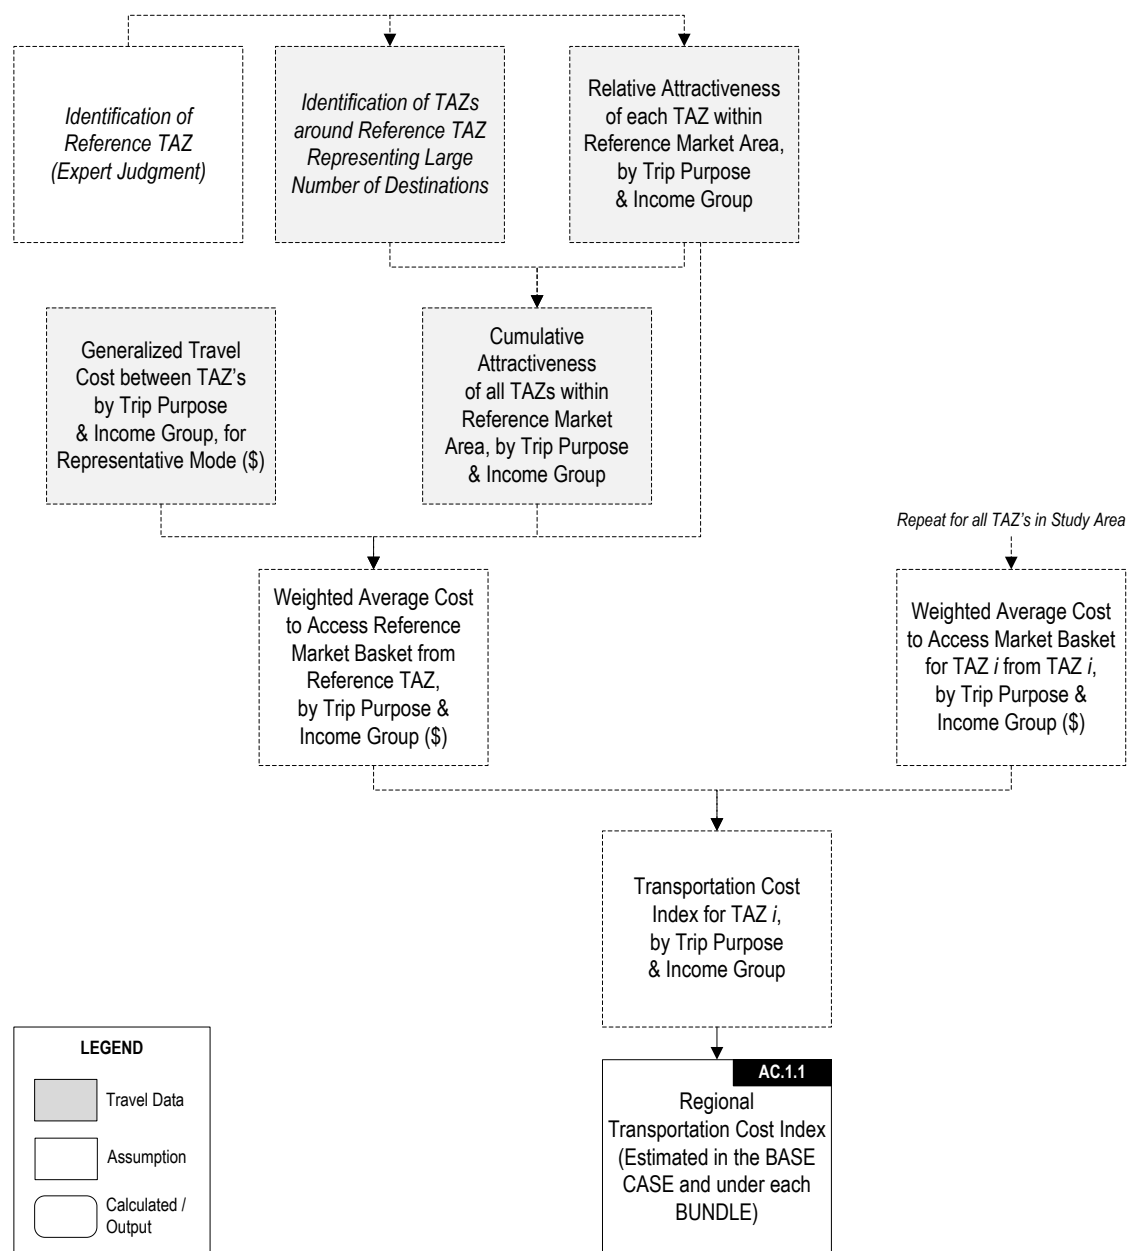 Identification of
Reference TAZ
(Expert Judgment)
Identification of TAZs
around Reference TAZ
Representing Large
Number of Destinations
Relative Attractiveness
of each TAZ within
Reference Market Area,
by Trip Purpose
& Income Group
Generalized Travel
Cost between TAZ's
by Trip Purpose
& Income Group, for
Representative Mode ($)
Cumulative
Attractiveness
of all TAZs within
Reference Market
Area, by Trip Purpose
& Income Group
Repeat for all TAZ's in Study Area
Weighted Average Cost
to Access Reference
Market Basket from
Reference TAZ,
by Trip Purpose &
Income Group ($)
Weighted Average Cost
to Access Market Basket
for TAZ i from TAZ i,
by Trip Purpose &
Income Group ($)
Transportation Cost
Index for TAZ i,
by Trip Purpose
& Income Group
AC.1.1
Regional
Transportation Cost Index
(Estimated in the BASE
CASE and under each
BUNDLE)
LEGEND
Travel Data
Assumption
Calculated /
Output